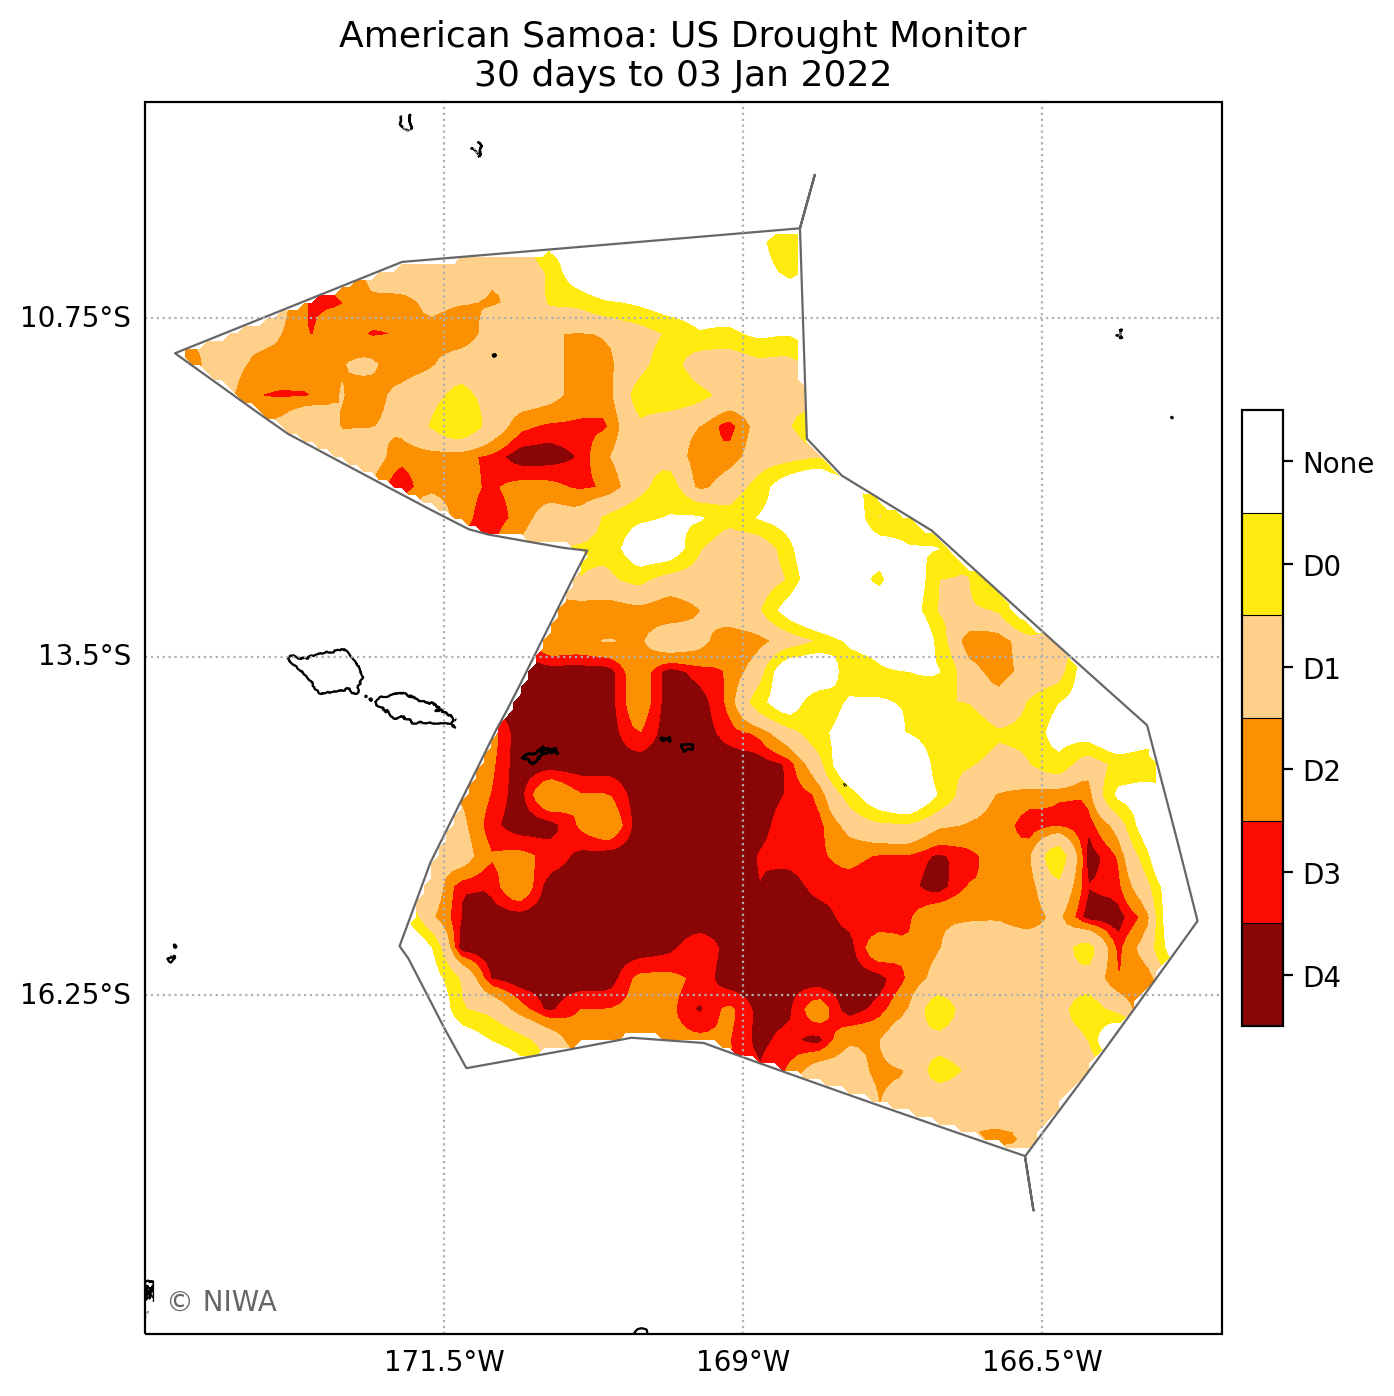 American Samoa: US Drought Monitor
30 days to 03 Jan 2022
10.75°S
13.5°S
16.25°S
171.5°W
169°W
166.5°W
None
D0
D1
D2
D3
D4
© NIWA